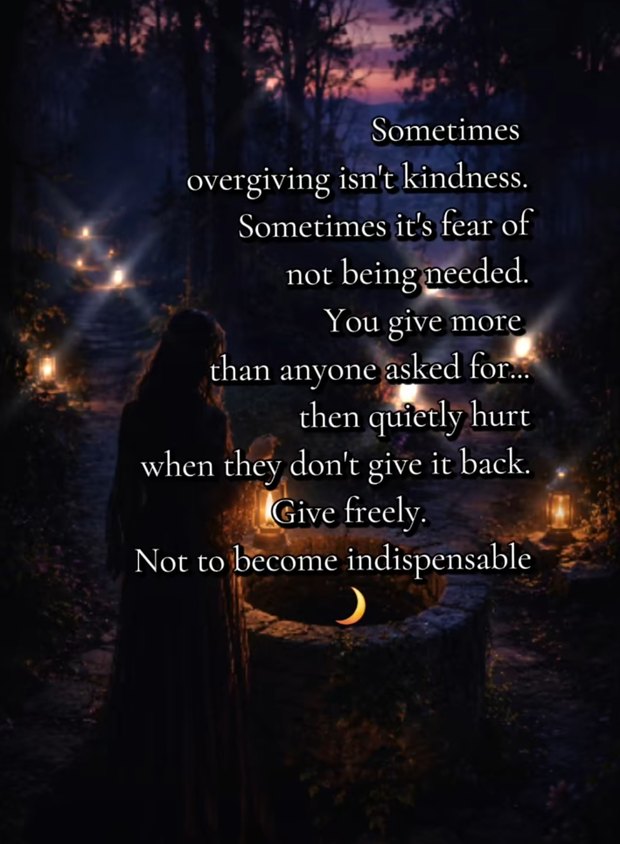 Sometimes
overgiving isn't kindness.
Sometimes it's fear of
not being needed.
You give more
than anyone asked for...
then quietly hurt
when they don't give it back.
Give freely.
Not to become indispensable
🌙